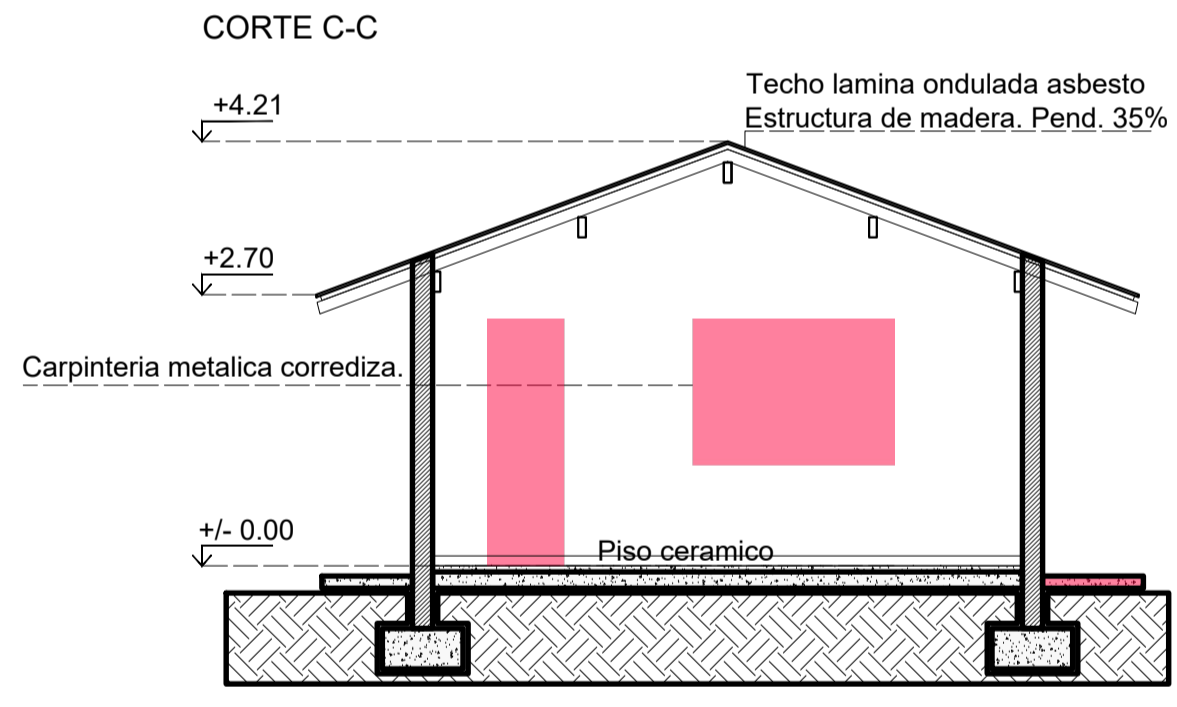 CORTE C-C
+4.21
Techo lamina ondulada asbesto
Estructura de madera. Pend. 35%
+2.70
Carpinteria metalica corrediza.
+/- 0.00
Piso ceramico